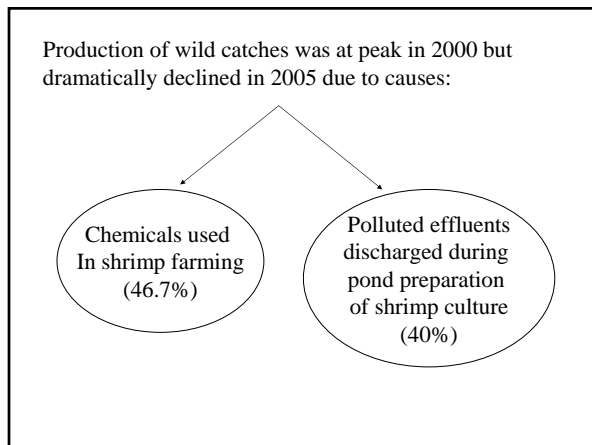 Production of wild catches was at peak in 2000 but
dramatically declined in 2005 due to causes:
Chemicals used
In shrimp farming
(46.7%)
Polluted effluents
discharged during
pond preparation
of shrimp culture
(40%)